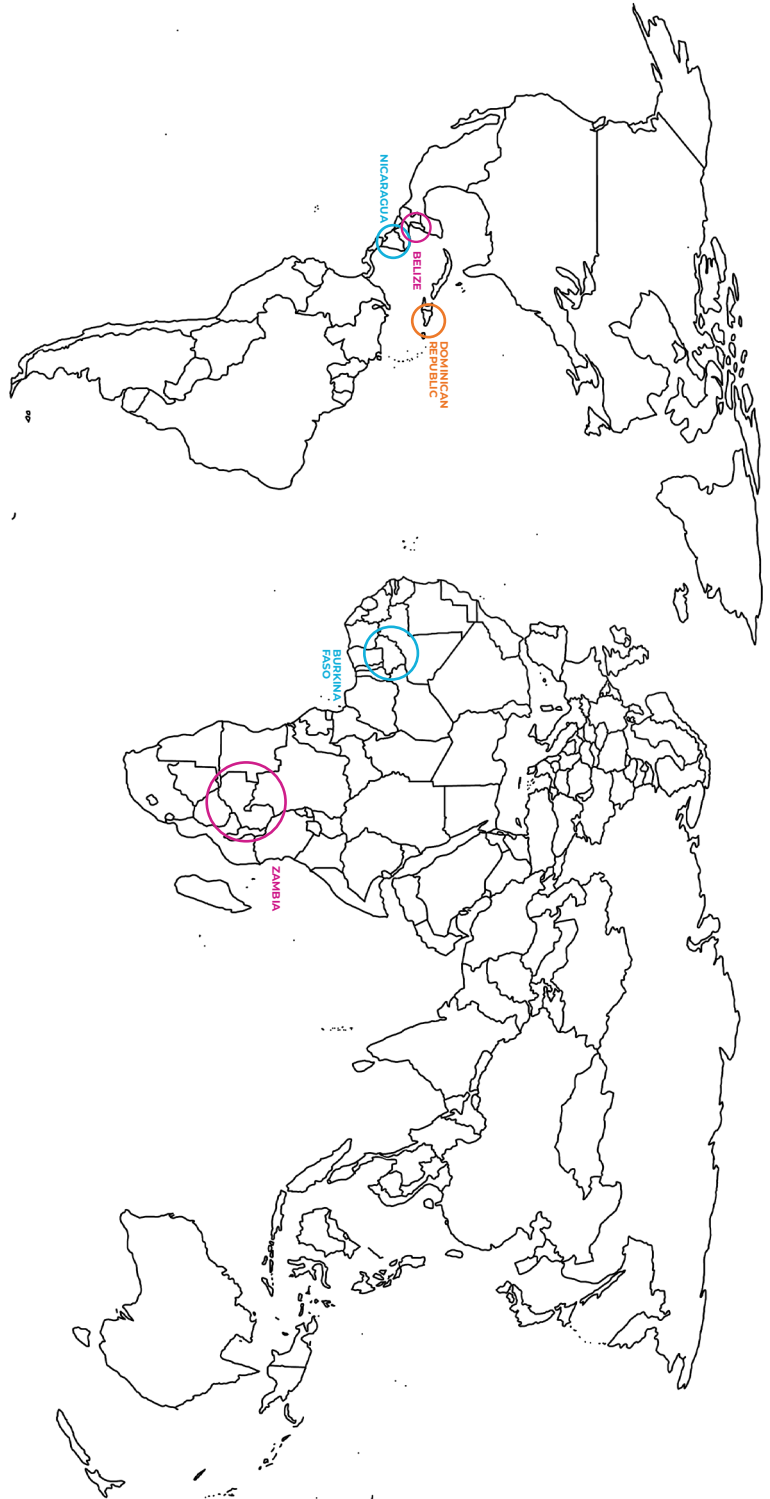 NICARAGUA
BELIZE
DOMINICAN
REPUBLIC
BURKINA
FASO
ZAMBIA